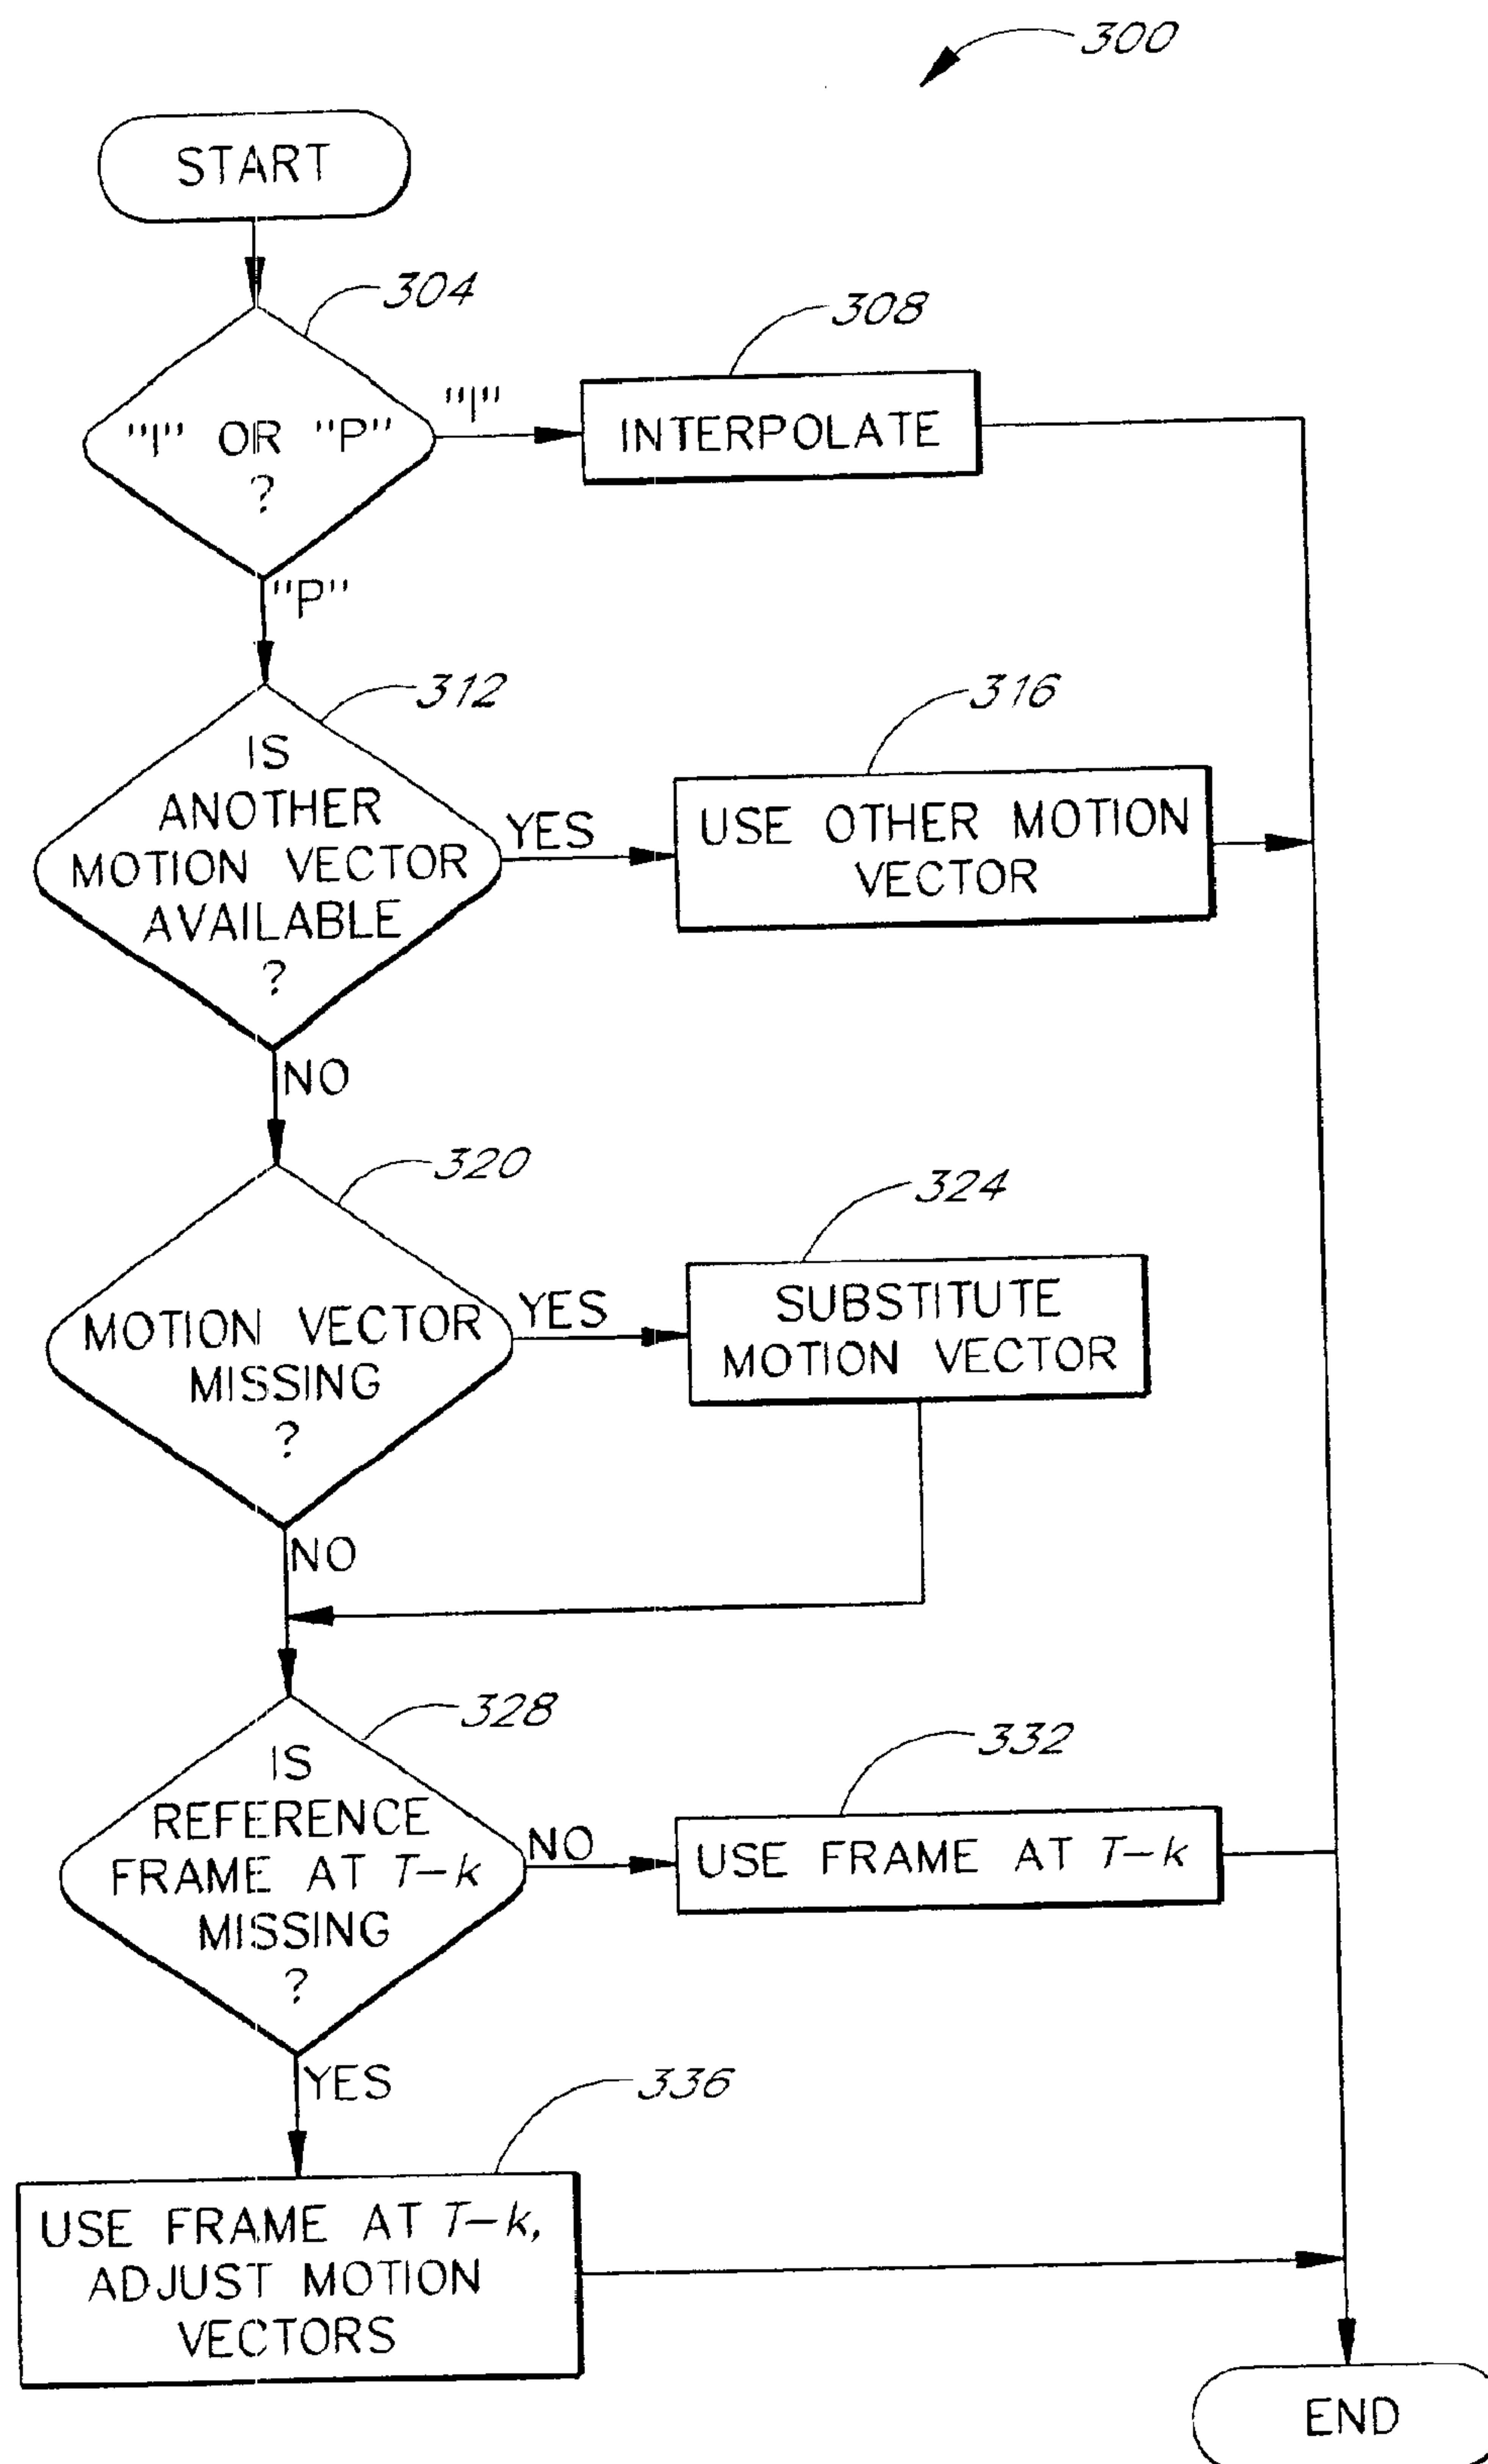 300
START
304
"I" OR "P"
?
"I"
308
INTERPOLATE
"P"
312
IS
ANOTHER
MOTION VECTOR
AVAILABLE
?
YES
316
USE OTHER MOTION
VECTOR
NO
320
MOTION VECTOR
MISSING
?
YES
324
SUBSTITUTE
MOTION VECTOR
NO
328
IS
REFERENCE
FRAME AT T-k
MISSING
?
NO
332
USE FRAME AT T-k
YES
336
USE FRAME AT T-k,
ADJUST MOTION
VECTORS
END